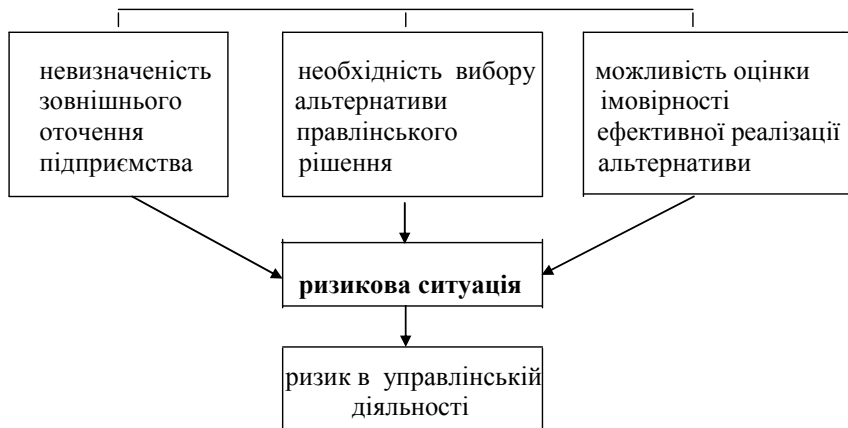 невизначеність
зовнішнього
оточення
підприємства
необхідність вибору
альтернативи
правлінського
рішення
можливість оцінки
імовірності
ефективної реалізації
альтернативи
ризикова ситуація
ризик в управлінській
діяльності